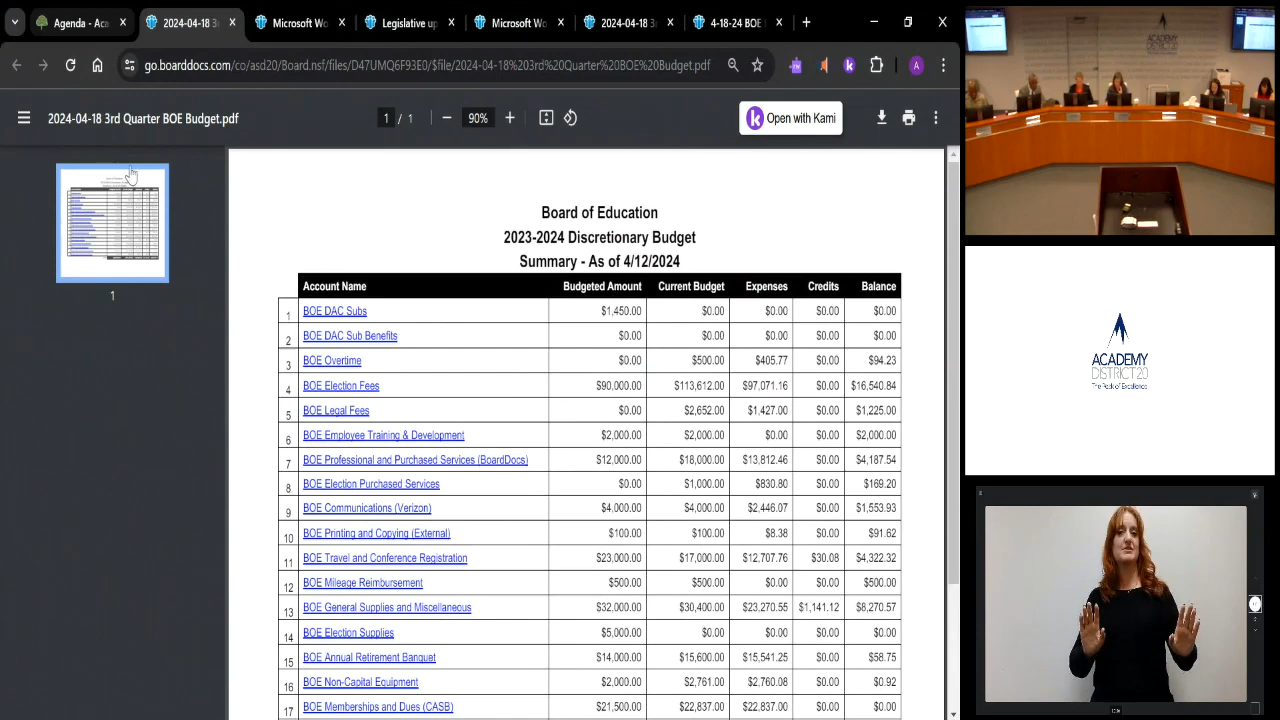 Agenda - Aca
2024-04-18 3
Microsoft Wo
Legislative up
Microsoft W
2024-04-18 3
4-18-24 BOE
go.boarddocs.com/co/asd20/Board.nsf/files/D47UMQ6F93E0/$file/2024-04-18%203rd%20Quarter%20BOE%20Budget.pdf
A
2024-04-18 3rd Quarter BOE Budget.pdf
1 / 1
90%
Open with Kami
1
Board of Education
2023-2024 Discretionary Budget
Summary - As of 4/12/2024
Account Name Budgeted Amount Current Budget Expenses Credits Balance
1 BOE DAC Subs $1,450.00 $0.00 $0.00 $0.00 $0.00
2 BOE DAC Sub Benefits $0.00 $0.00 $0.00 $0.00 $0.00
3 BOE Overtime $0.00 $500.00 $405.77 $0.00 $94.23
4 BOE Election Fees $90,000.00 $113,612.00 $97,071.16 $0.00 $16,540.84
5 BOE Legal Fees $0.00 $2,652.00 $1,427.00 $0.00 $1,225.00
6 BOE Employee Training & Development $2,000.00 $2,000.00 $0.00 $0.00 $2,000.00
7 BOE Professional and Purchased Services (BoardDocs) $12,000.00 $18,000.00 $13,812.46 $0.00 $4,187.54
8 BOE Election Purchased Services $0.00 $1,000.00 $830.80 $0.00 $169.20
9 BOE Communications (Verizon) $4,000.00 $4,000.00 $2,446.07 $0.00 $1,553.93
10 BOE Printing and Copying (External) $100.00 $100.00 $8.38 $0.00 $91.62
11 BOE Travel and Conference Registration $23,000.00 $17,000.00 $12,707.76 $30.08 $4,322.32
12 BOE Mileage Reimbursement $500.00 $500.00 $0.00 $0.00 $500.00
13 BOE General Supplies and Miscellaneous $32,000.00 $30,400.00 $23,270.55 $1,141.12 $8,270.57
14 BOE Election Supplies $5,000.00 $0.00 $0.00 $0.00 $0.00
15 BOE Annual Retirement Banquet $14,000.00 $15,600.00 $15,541.25 $0.00 $58.75
16 BOE Non-Capital Equipment $2,000.00 $2,761.00 $2,760.08 $0.00 $0.92
17 BOE Memberships and Dues (CASB) $21,500.00 $22,837.00 $22,837.00 $0.00 $0.00
ACADEMY
DISTRICT 20
ACADEMY
DISTRICT20
The Peak of Excellence